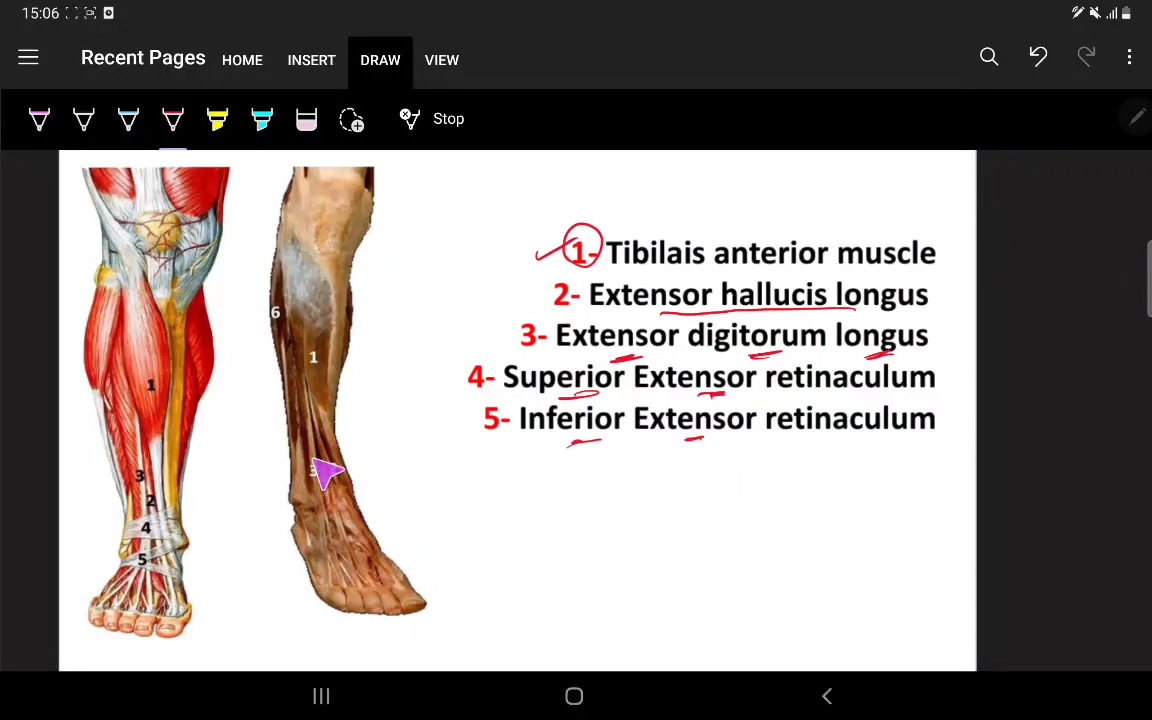 15:06
Recent Pages HOME INSERT DRAW VIEW
Stop
1- Tibilais anterior muscle
2- Extensor hallucis longus
3- Extensor digitorum longus
4- Superior Extensor retinaculum
5- Inferior Extensor retinaculum
6
1
1
3
3
2
4
5